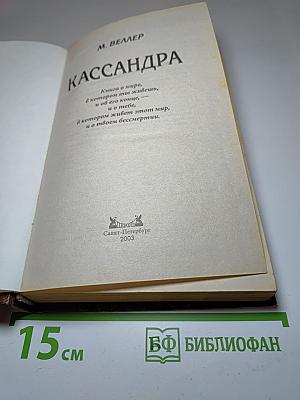 М. ВЕЛЛЕР
КАССАНДРА
Книга о мире,
в котором ты живешь,
и об его конце, —
и о тебе,
в котором живет этот мир,
и о твоем бессмертии.
Санкт-Петербург
2003
15 см
БФ БИБЛИОФАН